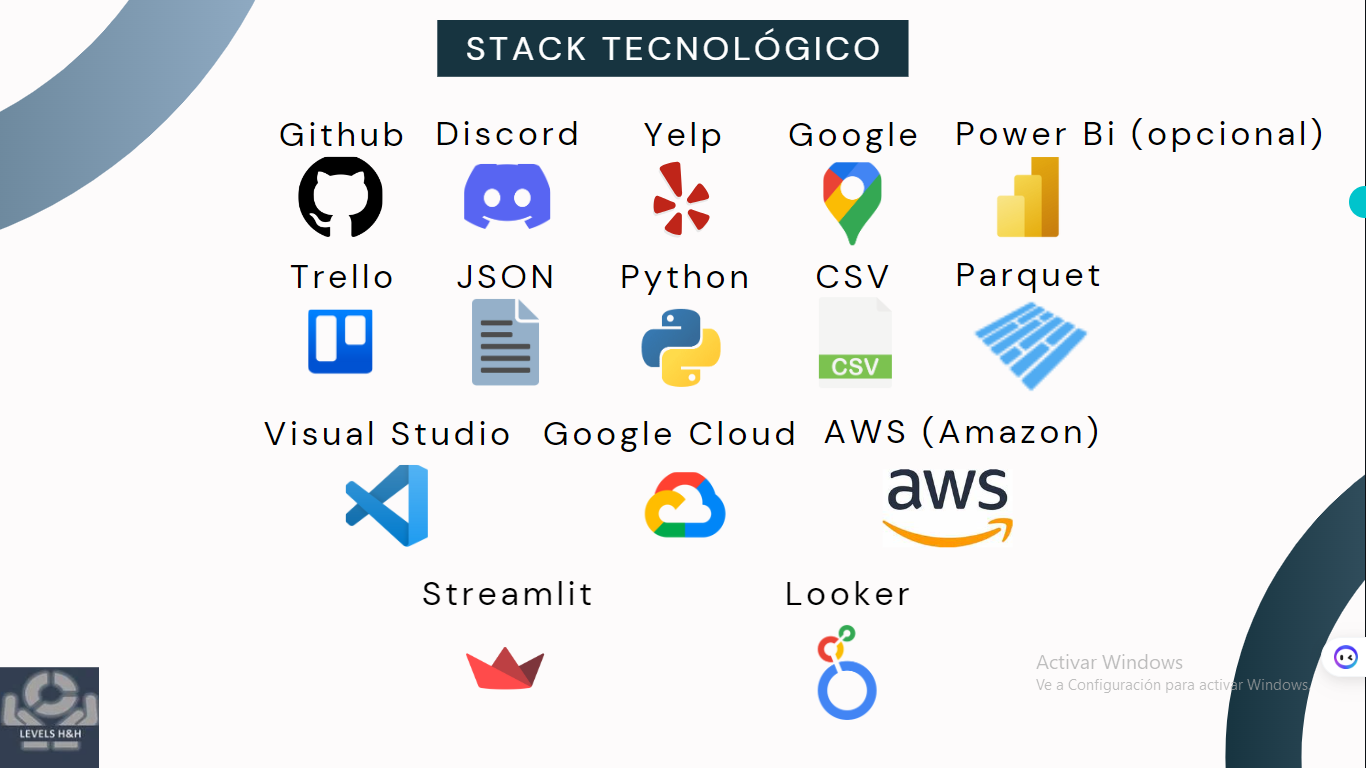 STACK TECNOLÓGICO
Github Discord Yelp Google Power Bi (opcional)
Trello JSON Python CSV Parquet
CSV
Visual Studio Google Cloud AWS (Amazon)
aws
Streamlit Looker
Activar Windows
Ve a Configuración para activar Windows.
LEVELS H&H